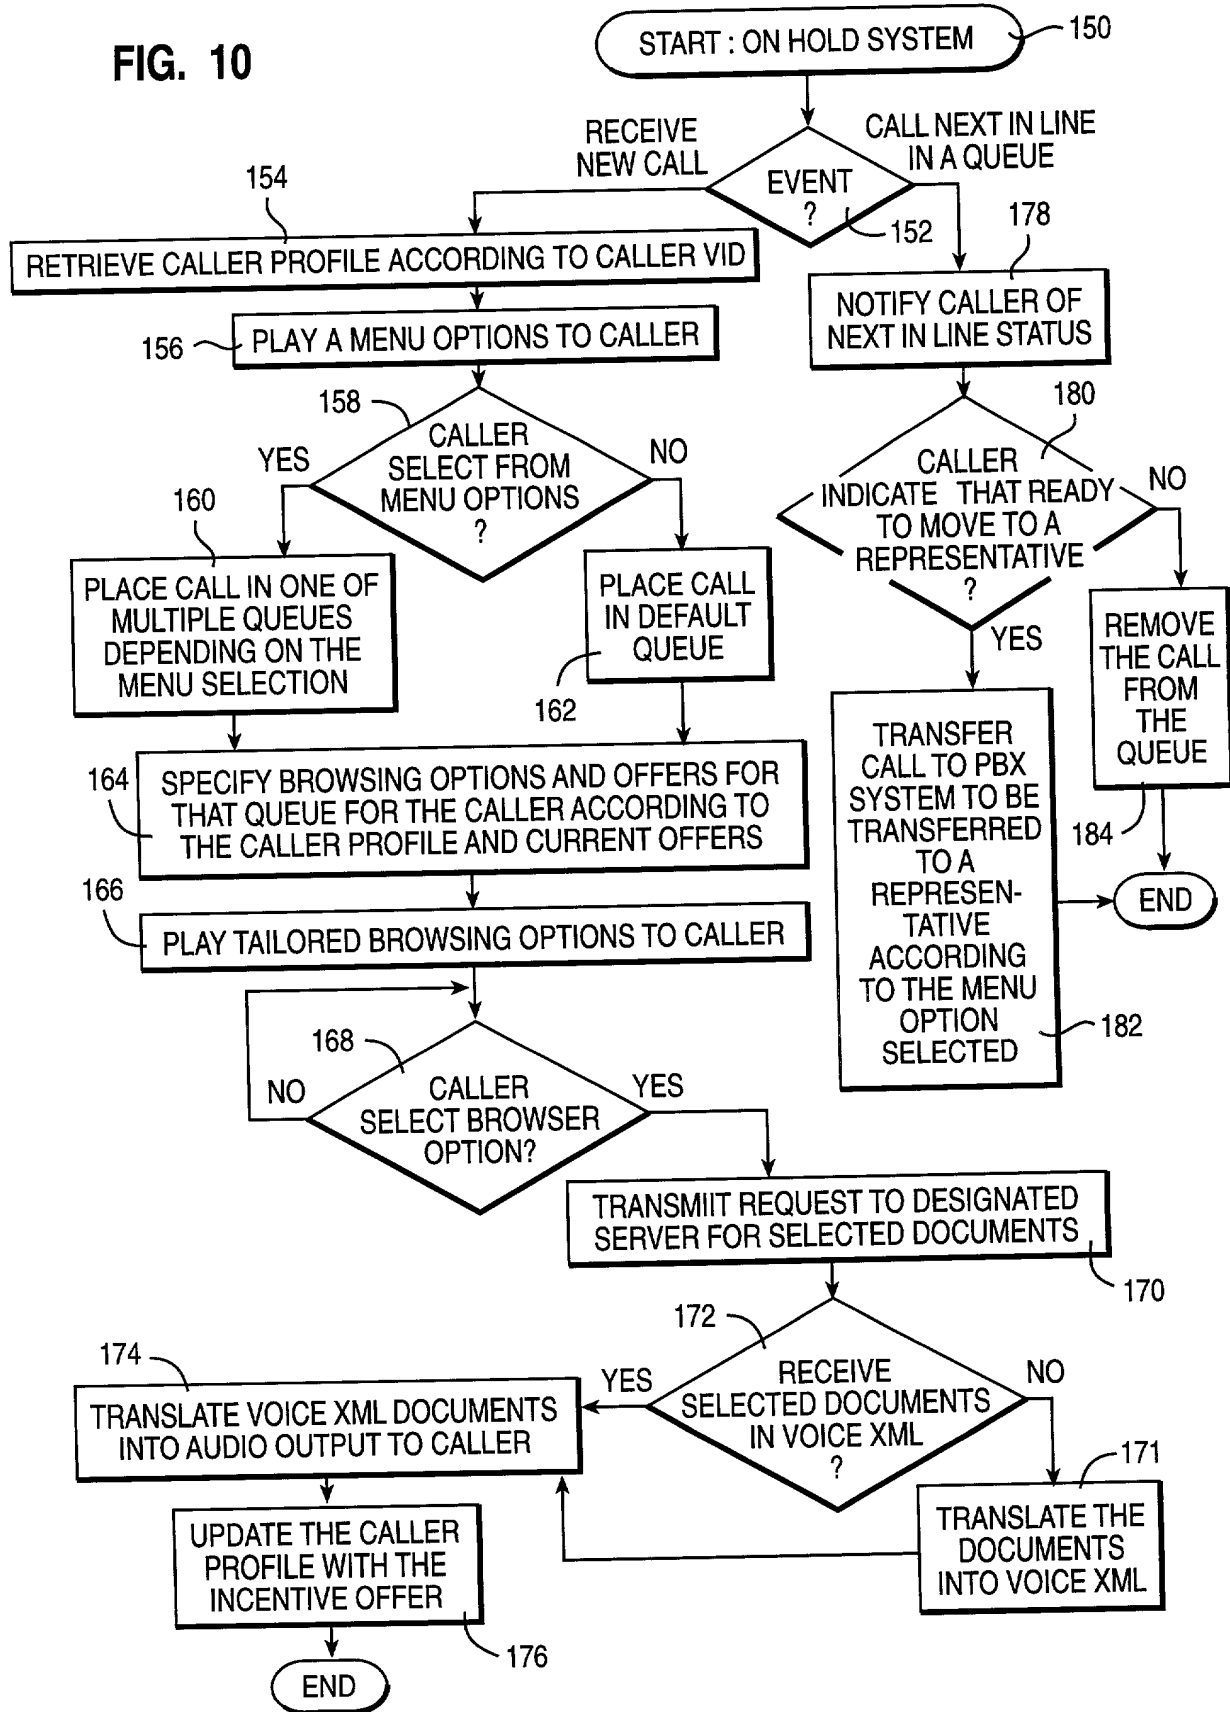 FIG. 10
START : ON HOLD SYSTEM
150
RECEIVE
NEW CALL
CALL NEXT IN LINE
IN A QUEUE
EVENT
?
152
154
RETRIEVE CALLER PROFILE ACCORDING TO CALLER VID
156
PLAY A MENU OPTIONS TO CALLER
158
CALLER
SELECT FROM
MENU OPTIONS
?
YES
NO
160
PLACE CALL IN ONE OF
MULTIPLE QUEUES
DEPENDING ON THE
MENU SELECTION
PLACE CALL
IN DEFAULT
QUEUE
162
164
SPECIFY BROWSING OPTIONS AND OFFERS FOR
THAT QUEUE FOR THE CALLER ACCORDING TO
THE CALLER PROFILE AND CURRENT OFFERS
166
PLAY TAILORED BROWSING OPTIONS TO CALLER
168
CALLER
SELECT BROWSER
OPTION?
NO
YES
TRANSMIIT REQUEST TO DESIGNATED
SERVER FOR SELECTED DOCUMENTS
170
172
RECEIVE
SELECTED DOCUMENTS
IN VOICE XML
?
YES
NO
174
TRANSLATE VOICE XML DOCUMENTS
INTO AUDIO OUTPUT TO CALLER
171
TRANSLATE THE
DOCUMENTS
INTO VOICE XML
UPDATE THE CALLER
PROFILE WITH THE
INCENTIVE OFFER
176
END
178
NOTIFY CALLER OF
NEXT IN LINE STATUS
180
CALLER
INDICATE THAT READY
TO MOVE TO A
REPRESENTATIVE
?
NO
YES
REMOVE
THE CALL
FROM
THE
QUEUE
184
TRANSFER
CALL TO PBX
SYSTEM TO BE
TRANSFERRED
TO A
REPRESEN-
TATIVE
ACCORDING
TO THE MENU
OPTION
SELECTED
182
END